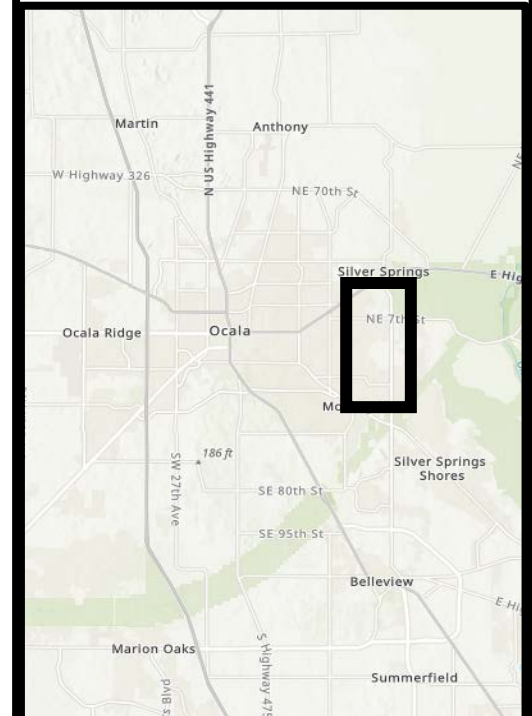 Martin
Anthony
N US Highway 441
W Highway 326
NE 70th St
NE
Silver Springs
E Hig
NE 7th St
Ocala Ridge
Ocala
Mo
186 ft
SW 27th Ave
Silver Springs
Shores
SE 80th St
SE 95th St
Belleview
E Hi
Marion Oaks
S Highway 475
s Blvd
Summerfield